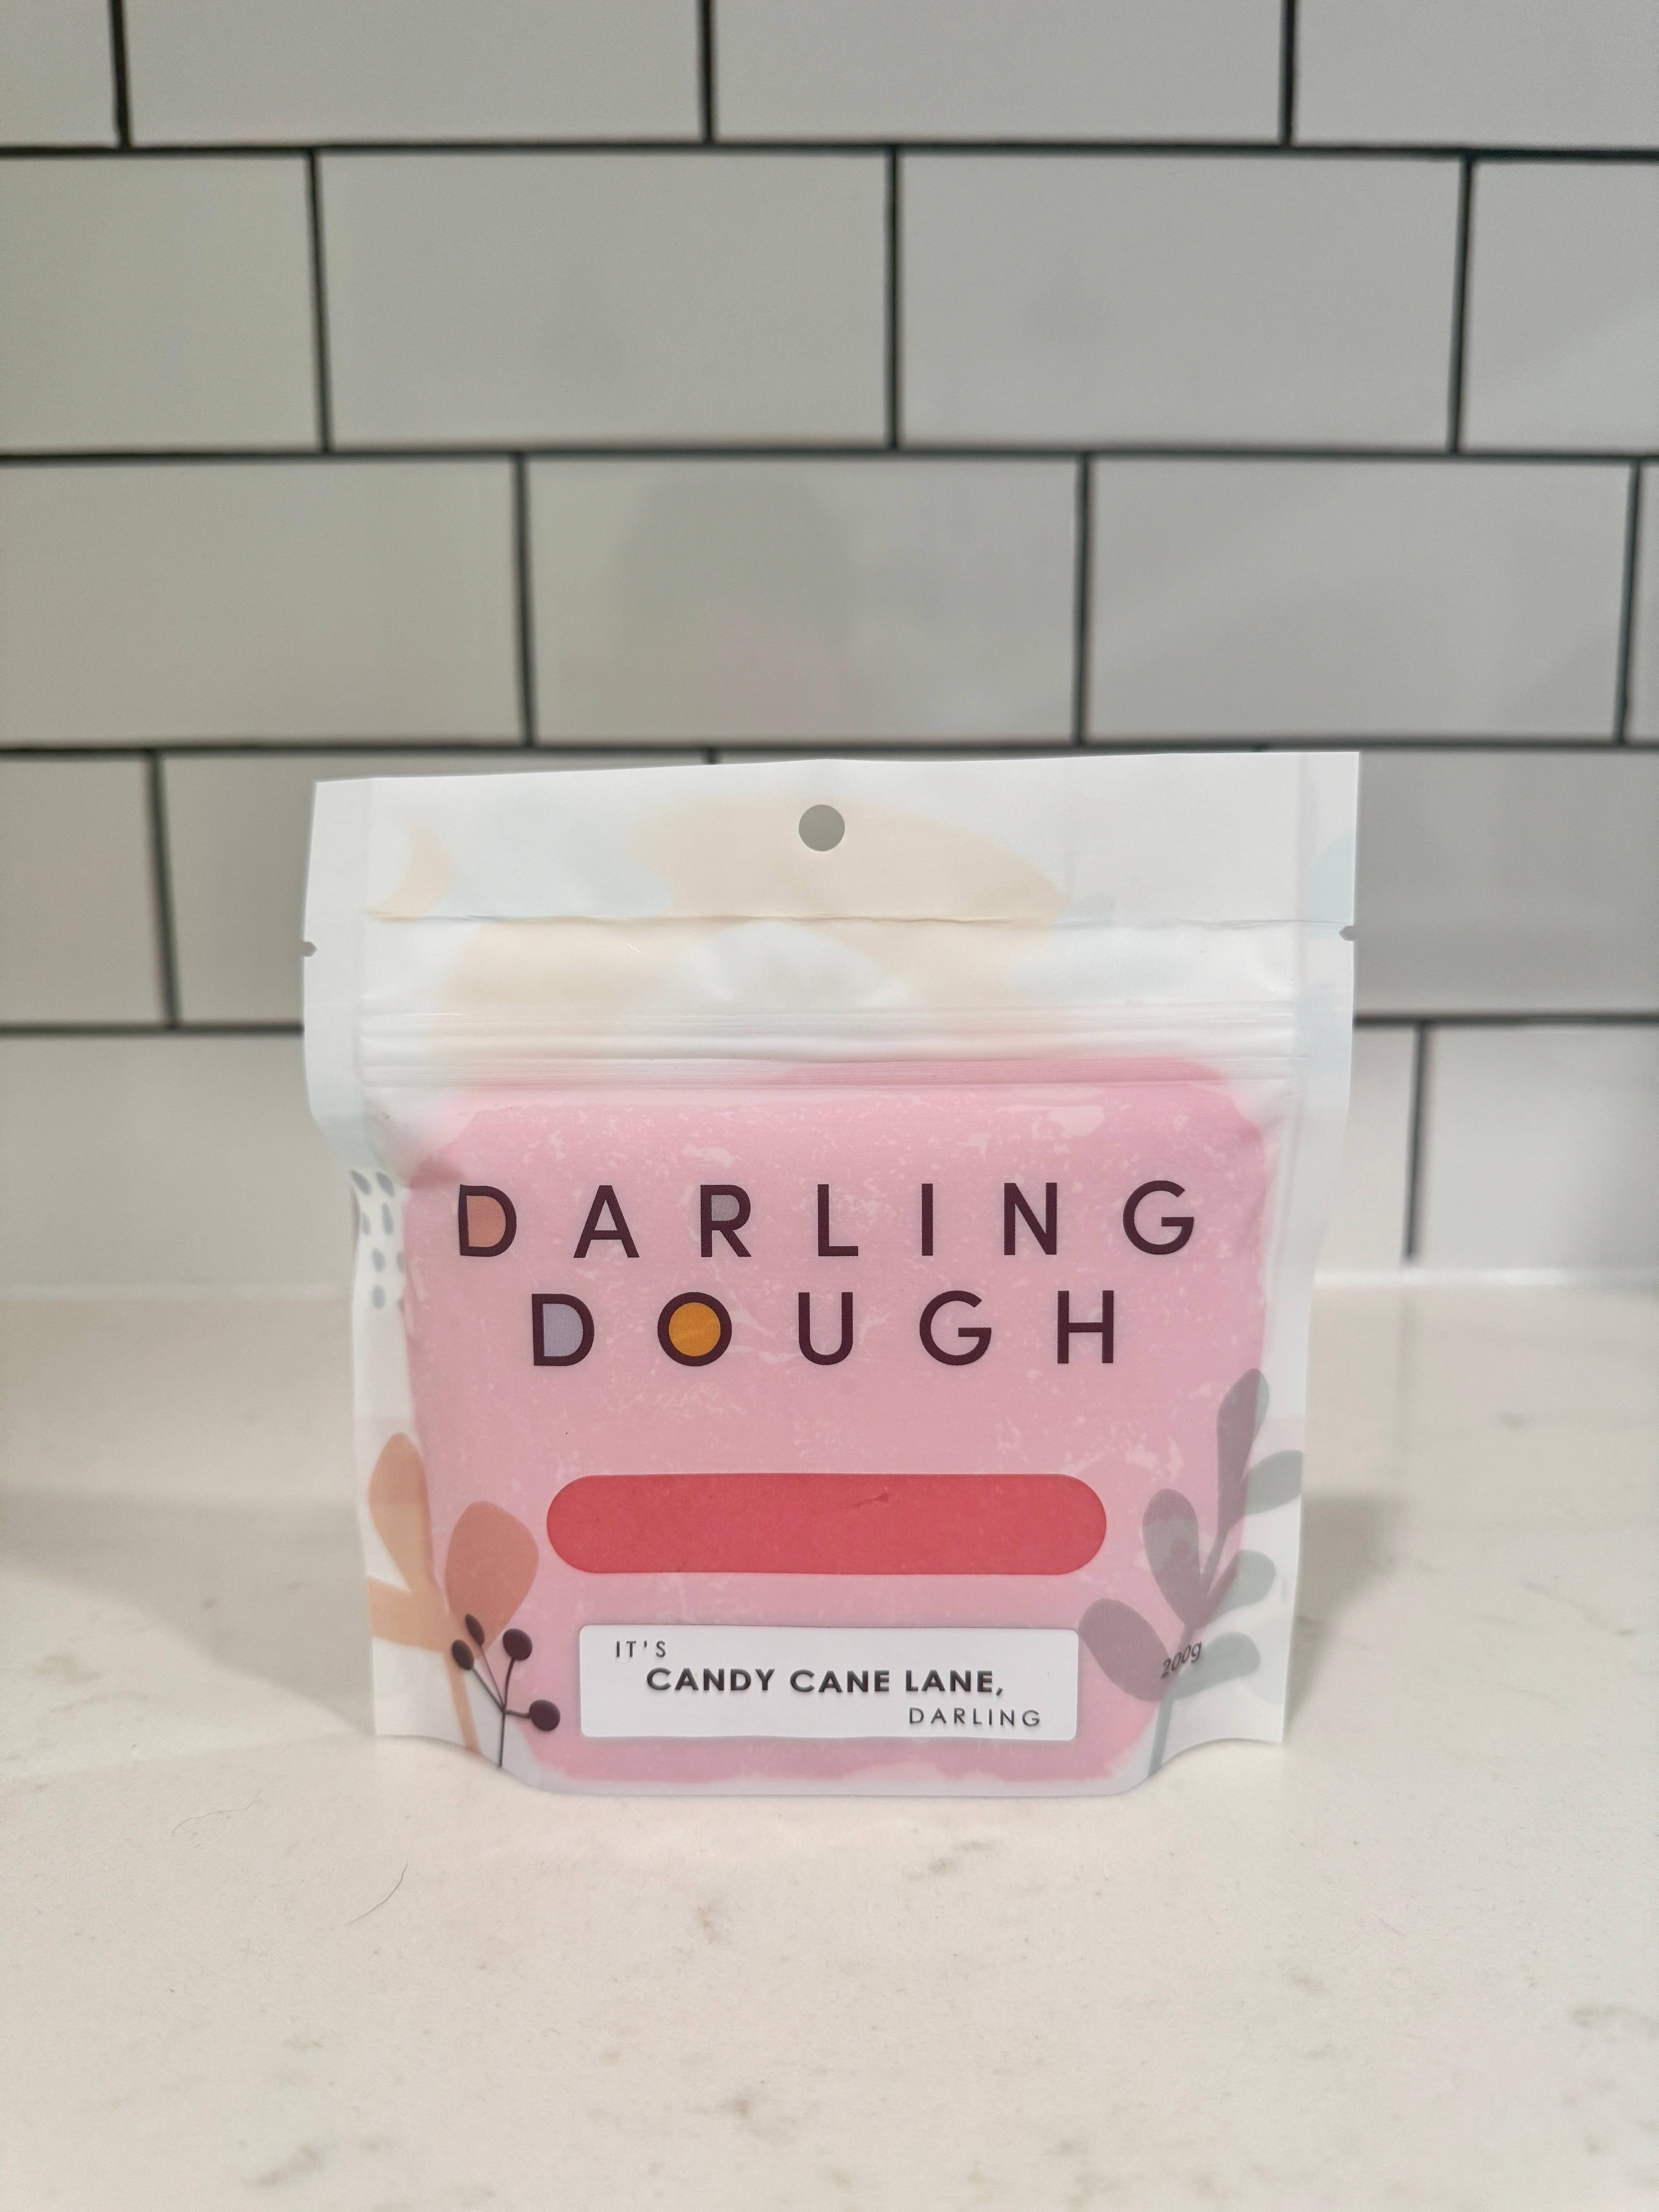 DARLING
DOUGH
IT'S
CANDY CANE LANE,
DARLING
200g